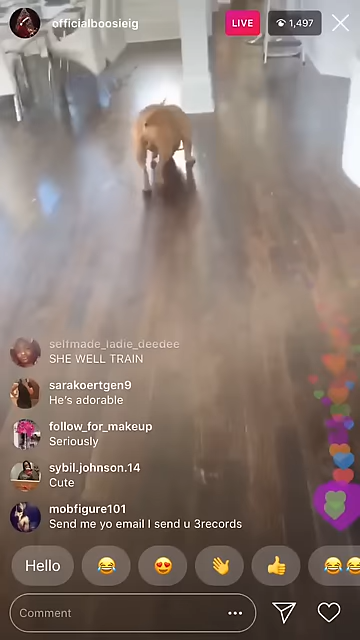 officialboosieig
LIVE
1,497
selfmade_ladie_deedee
SHE WELL TRAIN
sarakoertgen9
He's adorable
follow_for_makeup
Seriously
sybil.johnson.14
Cute
mobfigure101
Send me yo email I send u 3records
Hello
Comment